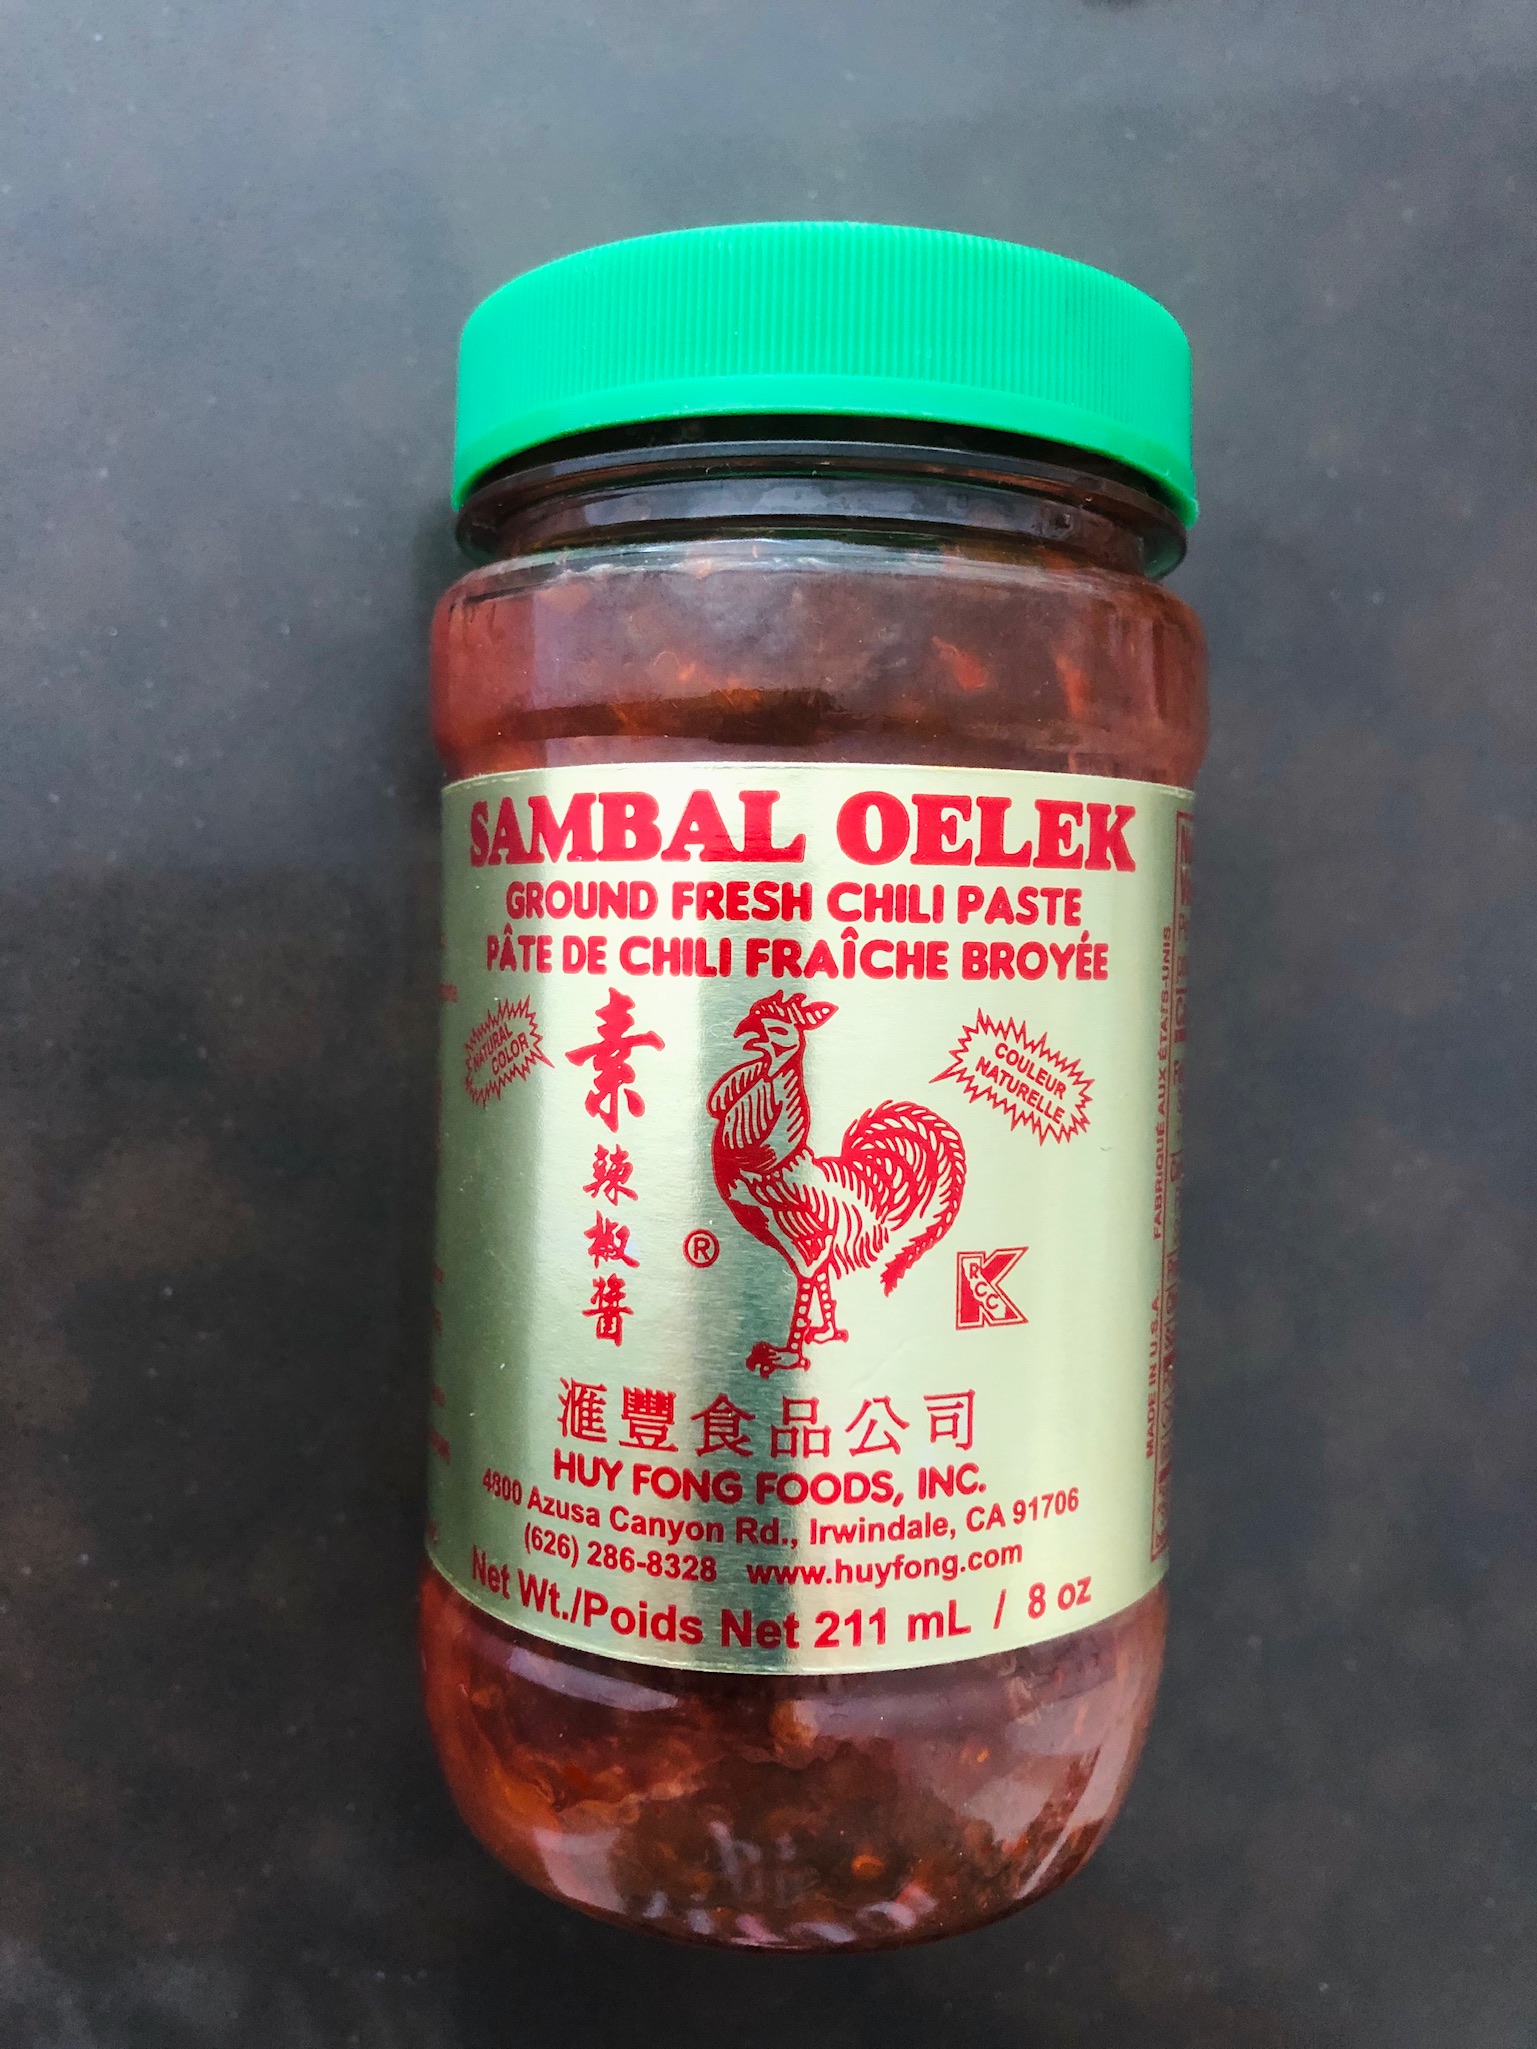 SAMBAL OELEK
GROUND FRESH CHILI PASTE
PÂTE DE CHILI FRAÎCHE BROYÉE
NATURAL
COLOR
素
辣
椒
醬
®
COULEUR
NATURELLE
RCC
K
滙豐食品公司
HUY FONG FOODS, INC.
4800 Azusa Canyon Rd., Irwindale, CA 91706
(626) 286-8328 www.huyfong.com
Net Wt./Poids Net 211 mL / 8 oz
MADE IN U.S.A. FABRIQUÉ AUX ÉTATS-UNIS